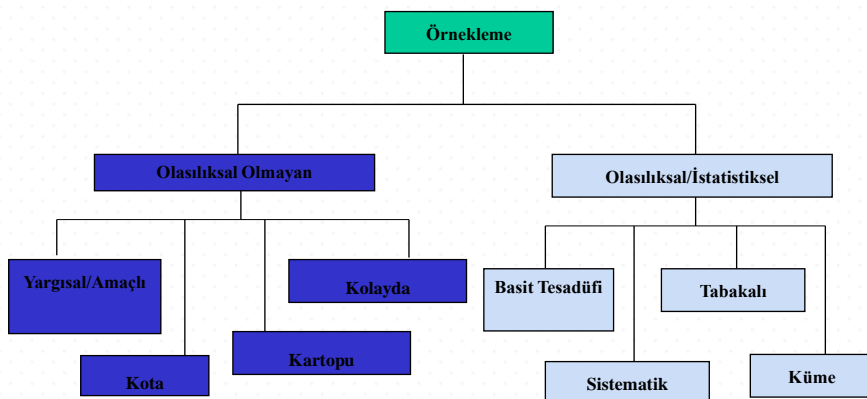 Örnekleme
Olasılıksal Olmayan
Olasılıksal/İstatistiksel
Yargısal/Amaçlı
Kolayda
Basit Tesadüfi
Tabakalı
Kota
Kartopu
Sistematik
Küme